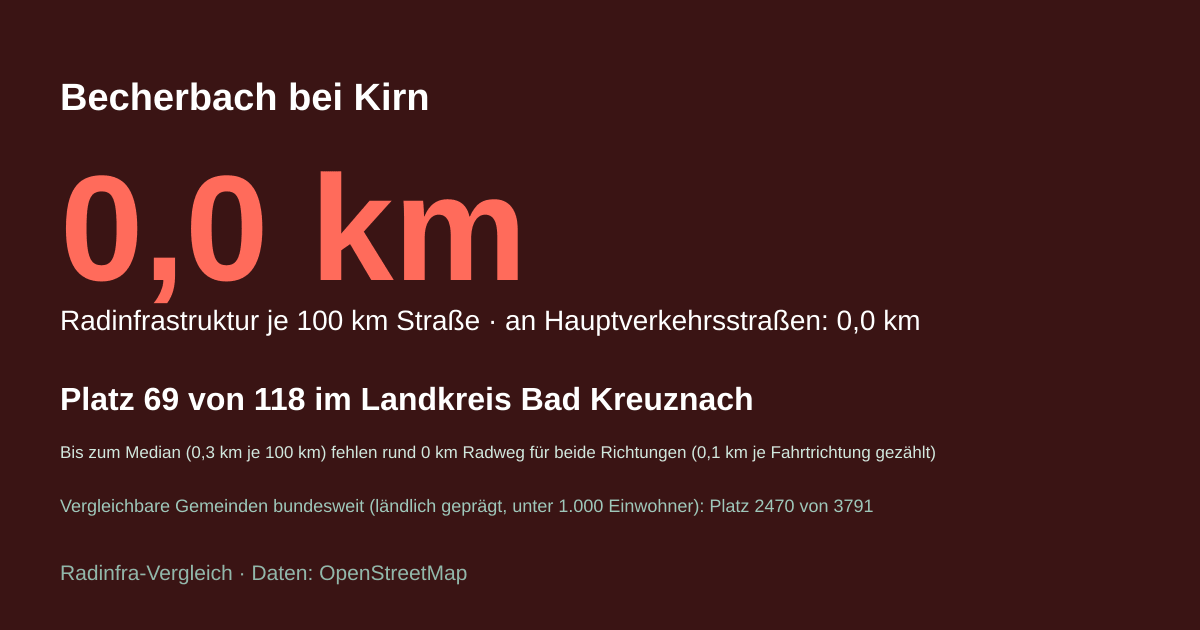 Becherbach bei Kirn
0,0 km
Radinfrastruktur je 100 km Straße · an Hauptverkehrsstraßen: 0,0 km
Platz 69 von 118 im Landkreis Bad Kreuznach
Bis zum Median (0,3 km je 100 km) fehlen rund 0 km Radweg für beide Richtungen (0,1 km je Fahrtrichtung gezählt)
Vergleichbare Gemeinden bundesweit (ländlich geprägt, unter 1.000 Einwohner): Platz 2470 von 3791
Radinfra-Vergleich · Daten: OpenStreetMap